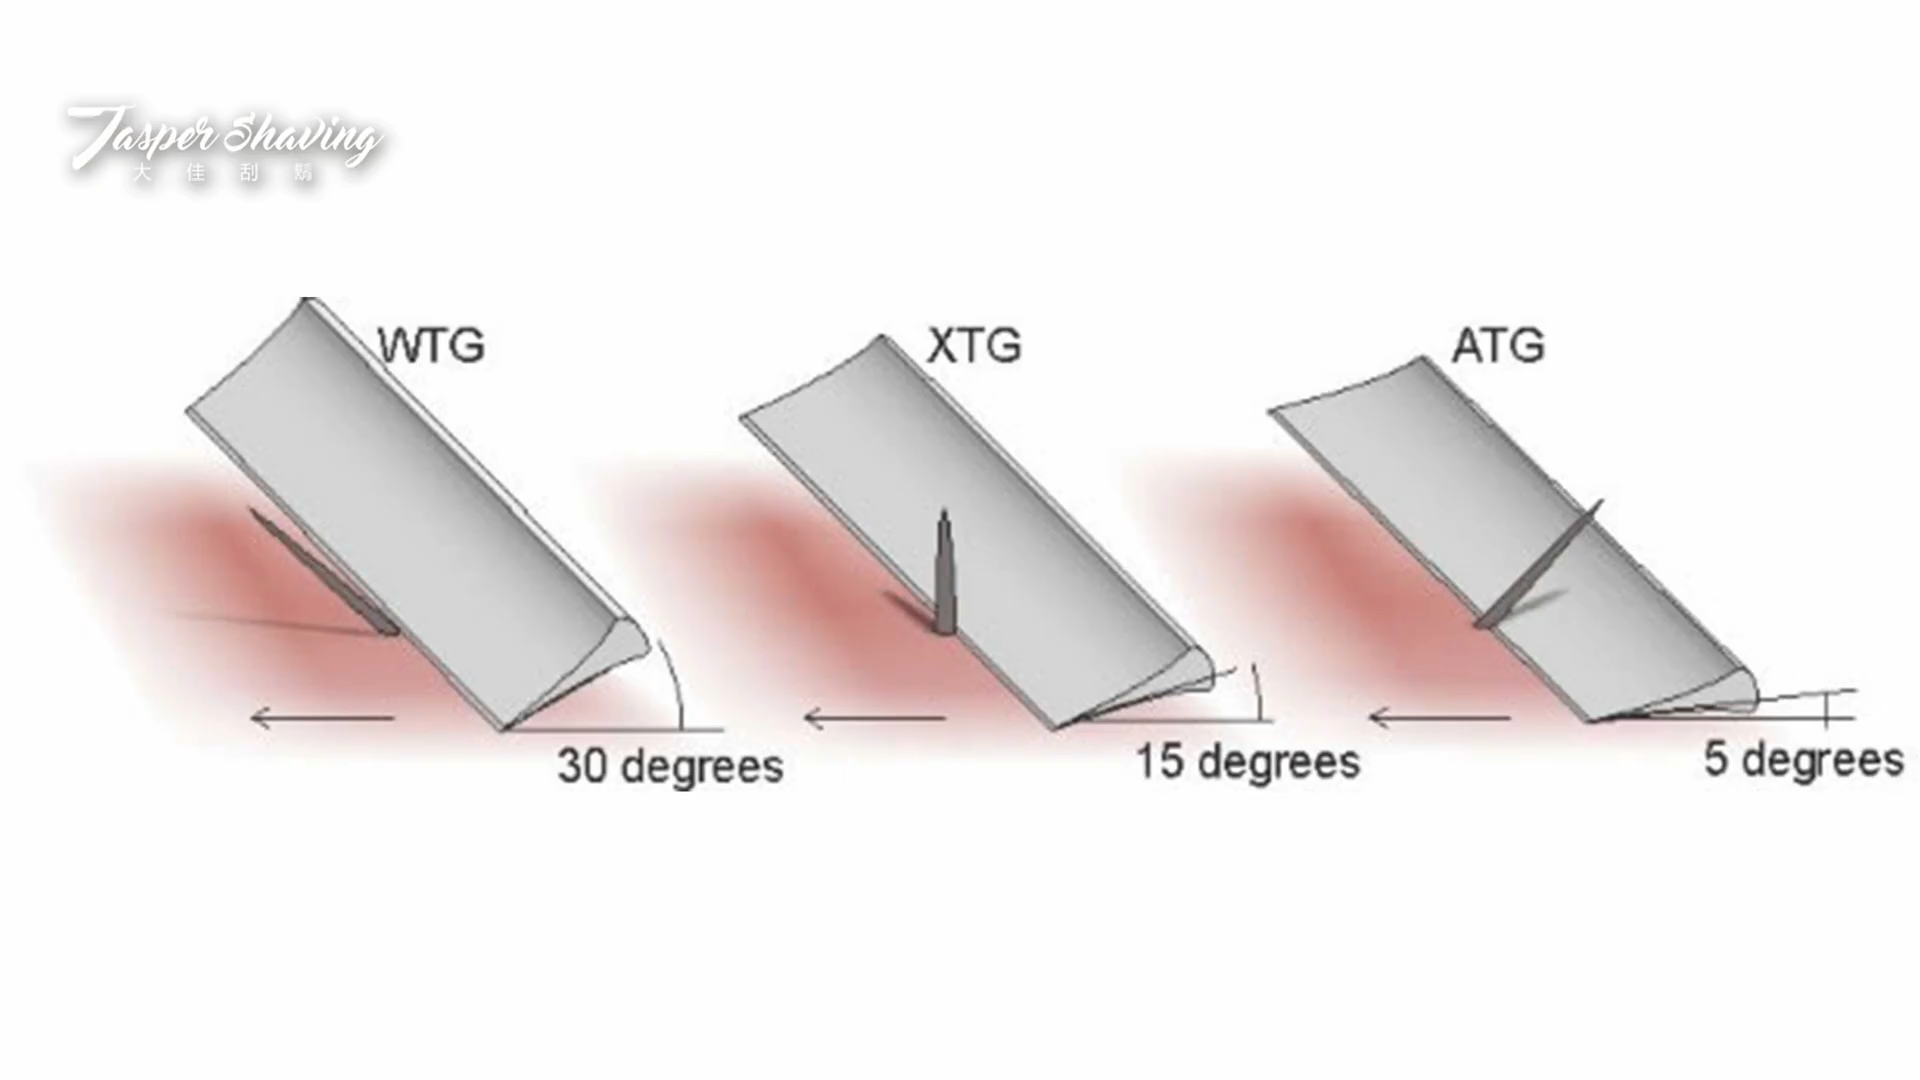 Jasper Shaving
大佳刮鬍
WTG
XTG
ATG
30 degrees
15 degrees
5 degrees